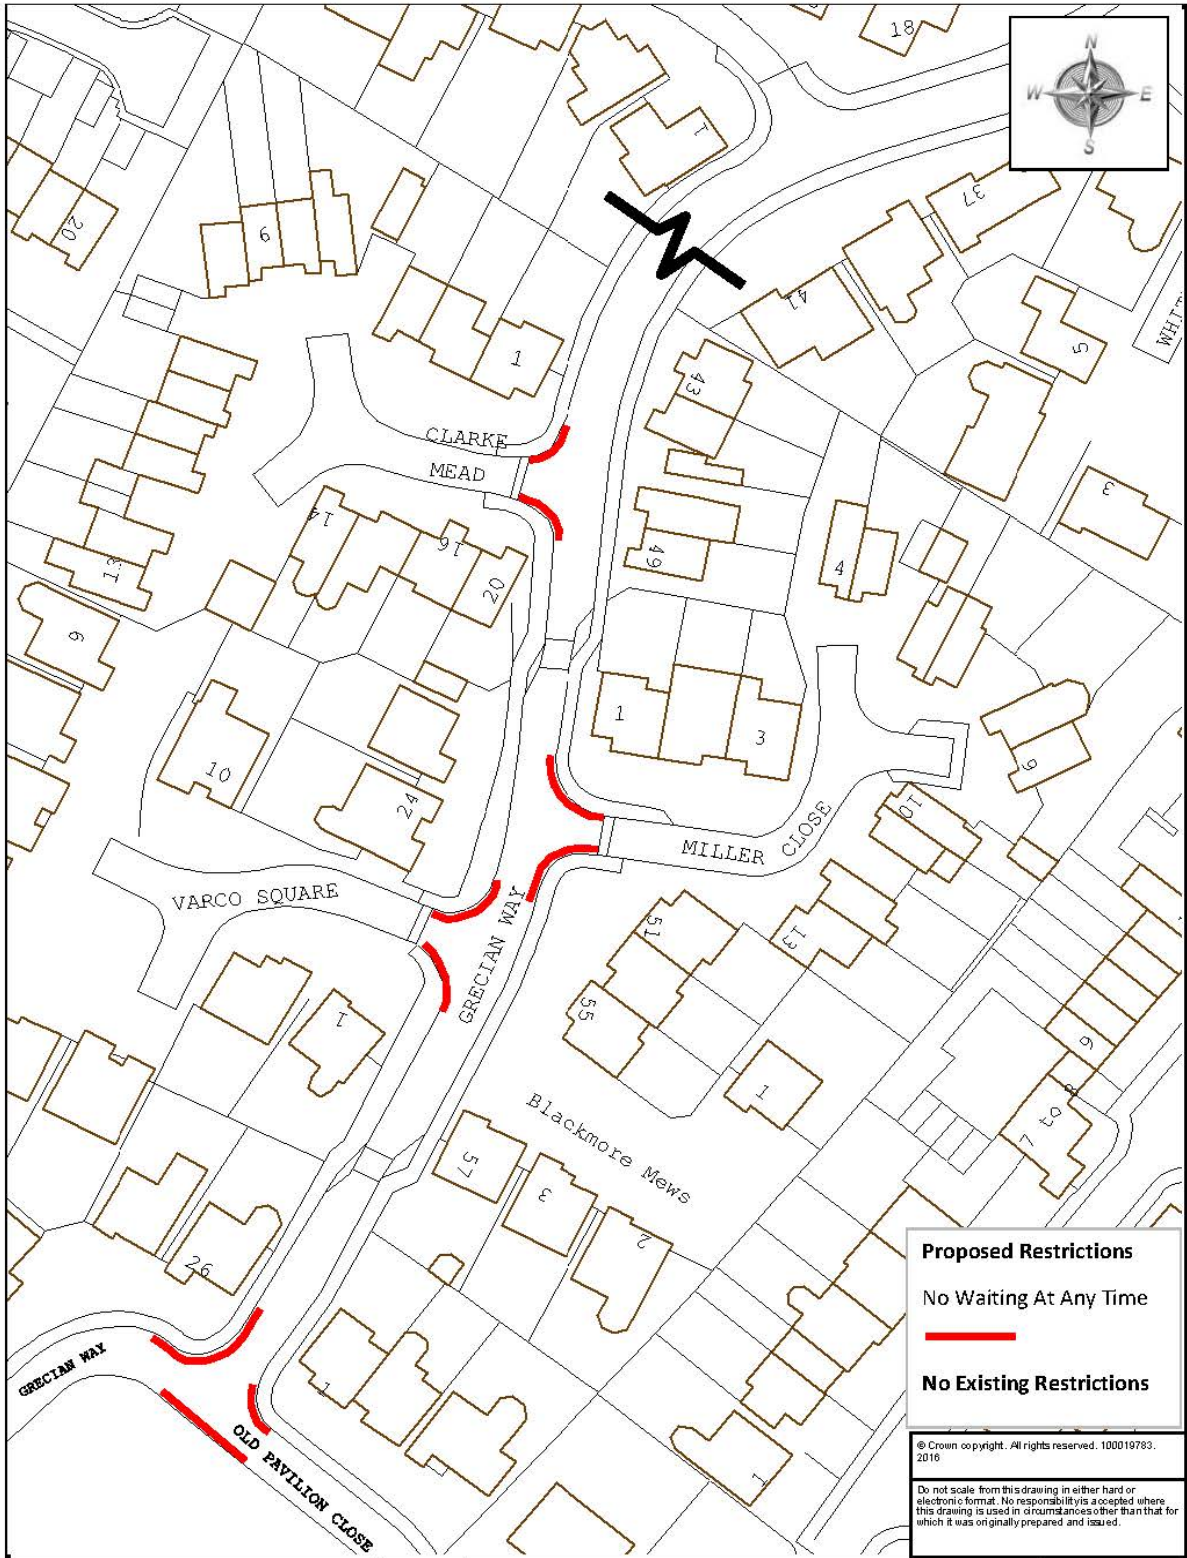 18
N
W E
S
1
37
20
9
41
WHIT
5
1
43
CLARKE
MEAD
3
14
16
49
4
13
20
9
1
3
9
10
24
10
MILLER CLOSE
VARCO SQUARE
GRECIAN WAY
51
13
55
1
6
1
8
7 to
Blackmore Mews
57
3
2
26
Proposed Restrictions
No Waiting At Any Time
No Existing Restrictions
GRECIAN WAY
1
OLD PAVILION CLOSE
1
© Crown copyright. All rights reserved. 100019783.
2016
Do not scale from this drawing in either hard or
electronic format. No responsibility is accepted where
this drawing is used in circumstances other than that for
which it was originally prepared and issued.